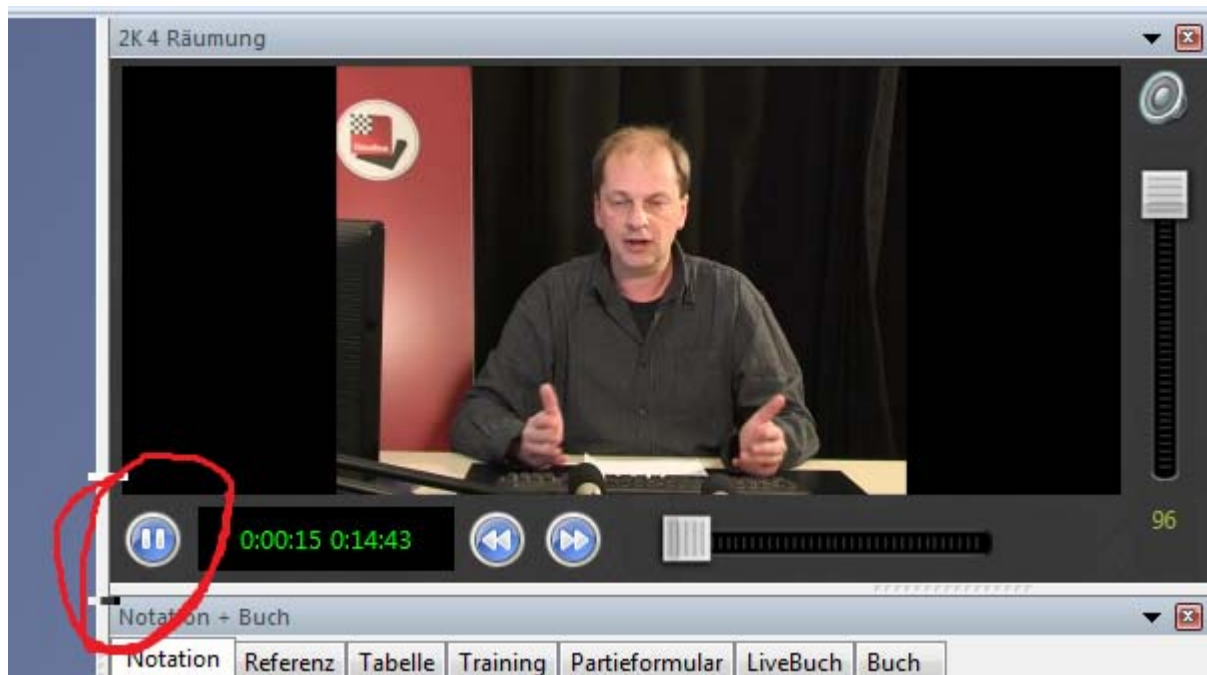 2K 4 Räumung
0:00:15 0:14:43
96
Notation + Buch
Notation Referenz Tabelle Training Partieformular LiveBuch Buch